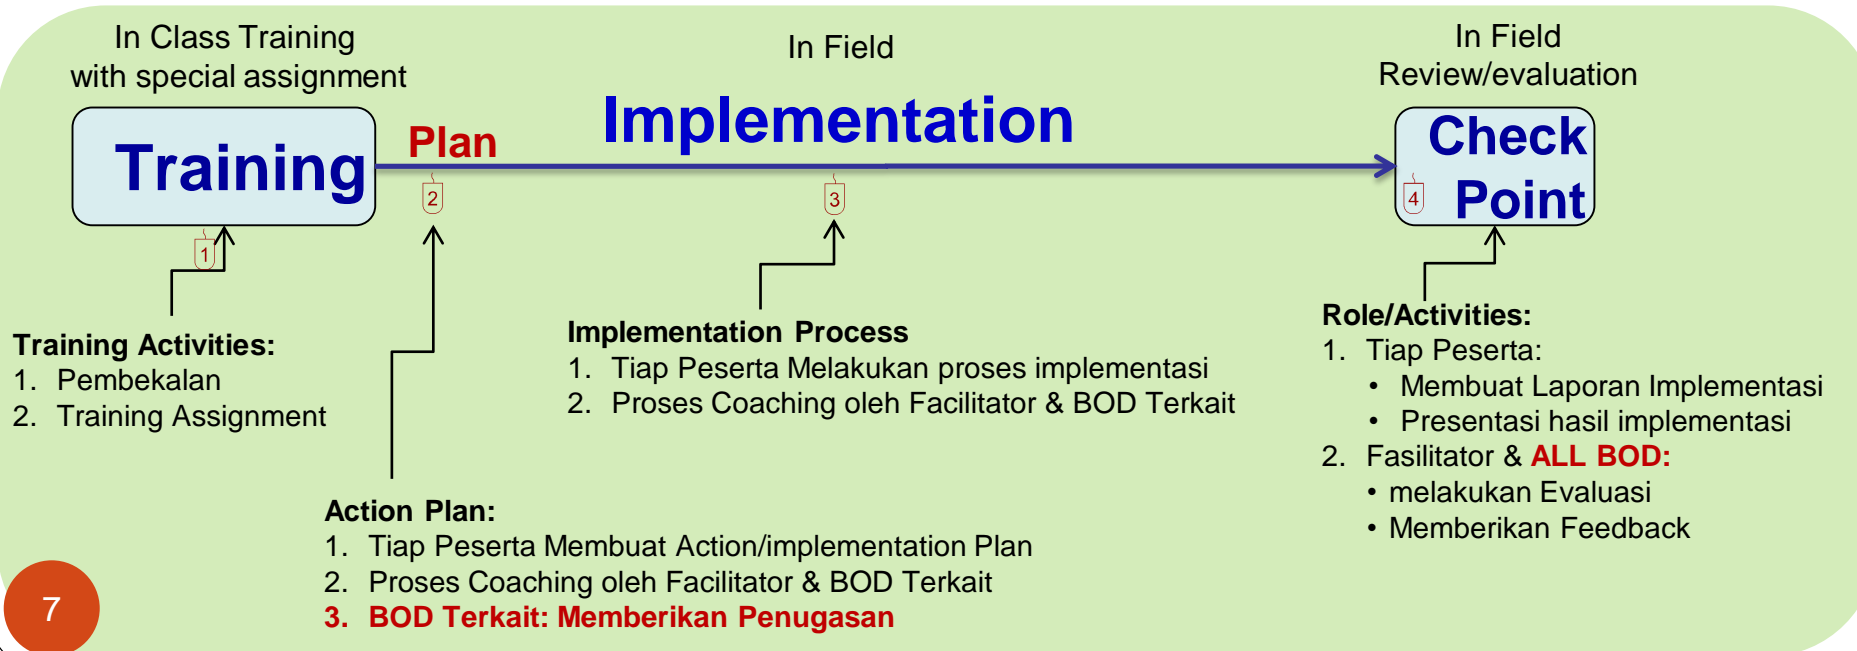 In Class Training
with special assignment
Training
1
Plan
2
In Field
Implementation
3
In Field
Review/evaluation
Check
Point
4
Training Activities:
1. Pembekalan
2. Training Assignment
Action Plan:
1. Tiap Peserta Membuat Action/implementation Plan
2. Proses Coaching oleh Facilitator & BOD Terkait
3. BOD Terkait: Memberikan Penugasan
Implementation Process
1. Tiap Peserta Melakukan proses implementasi
2. Proses Coaching oleh Facilitator & BOD Terkait
Role/Activities:
1. Tiap Peserta:
• Membuat Laporan Implementasi
• Presentasi hasil implementasi
2. Fasilitator & ALL BOD:
• melakukan Evaluasi
• Memberikan Feedback
7